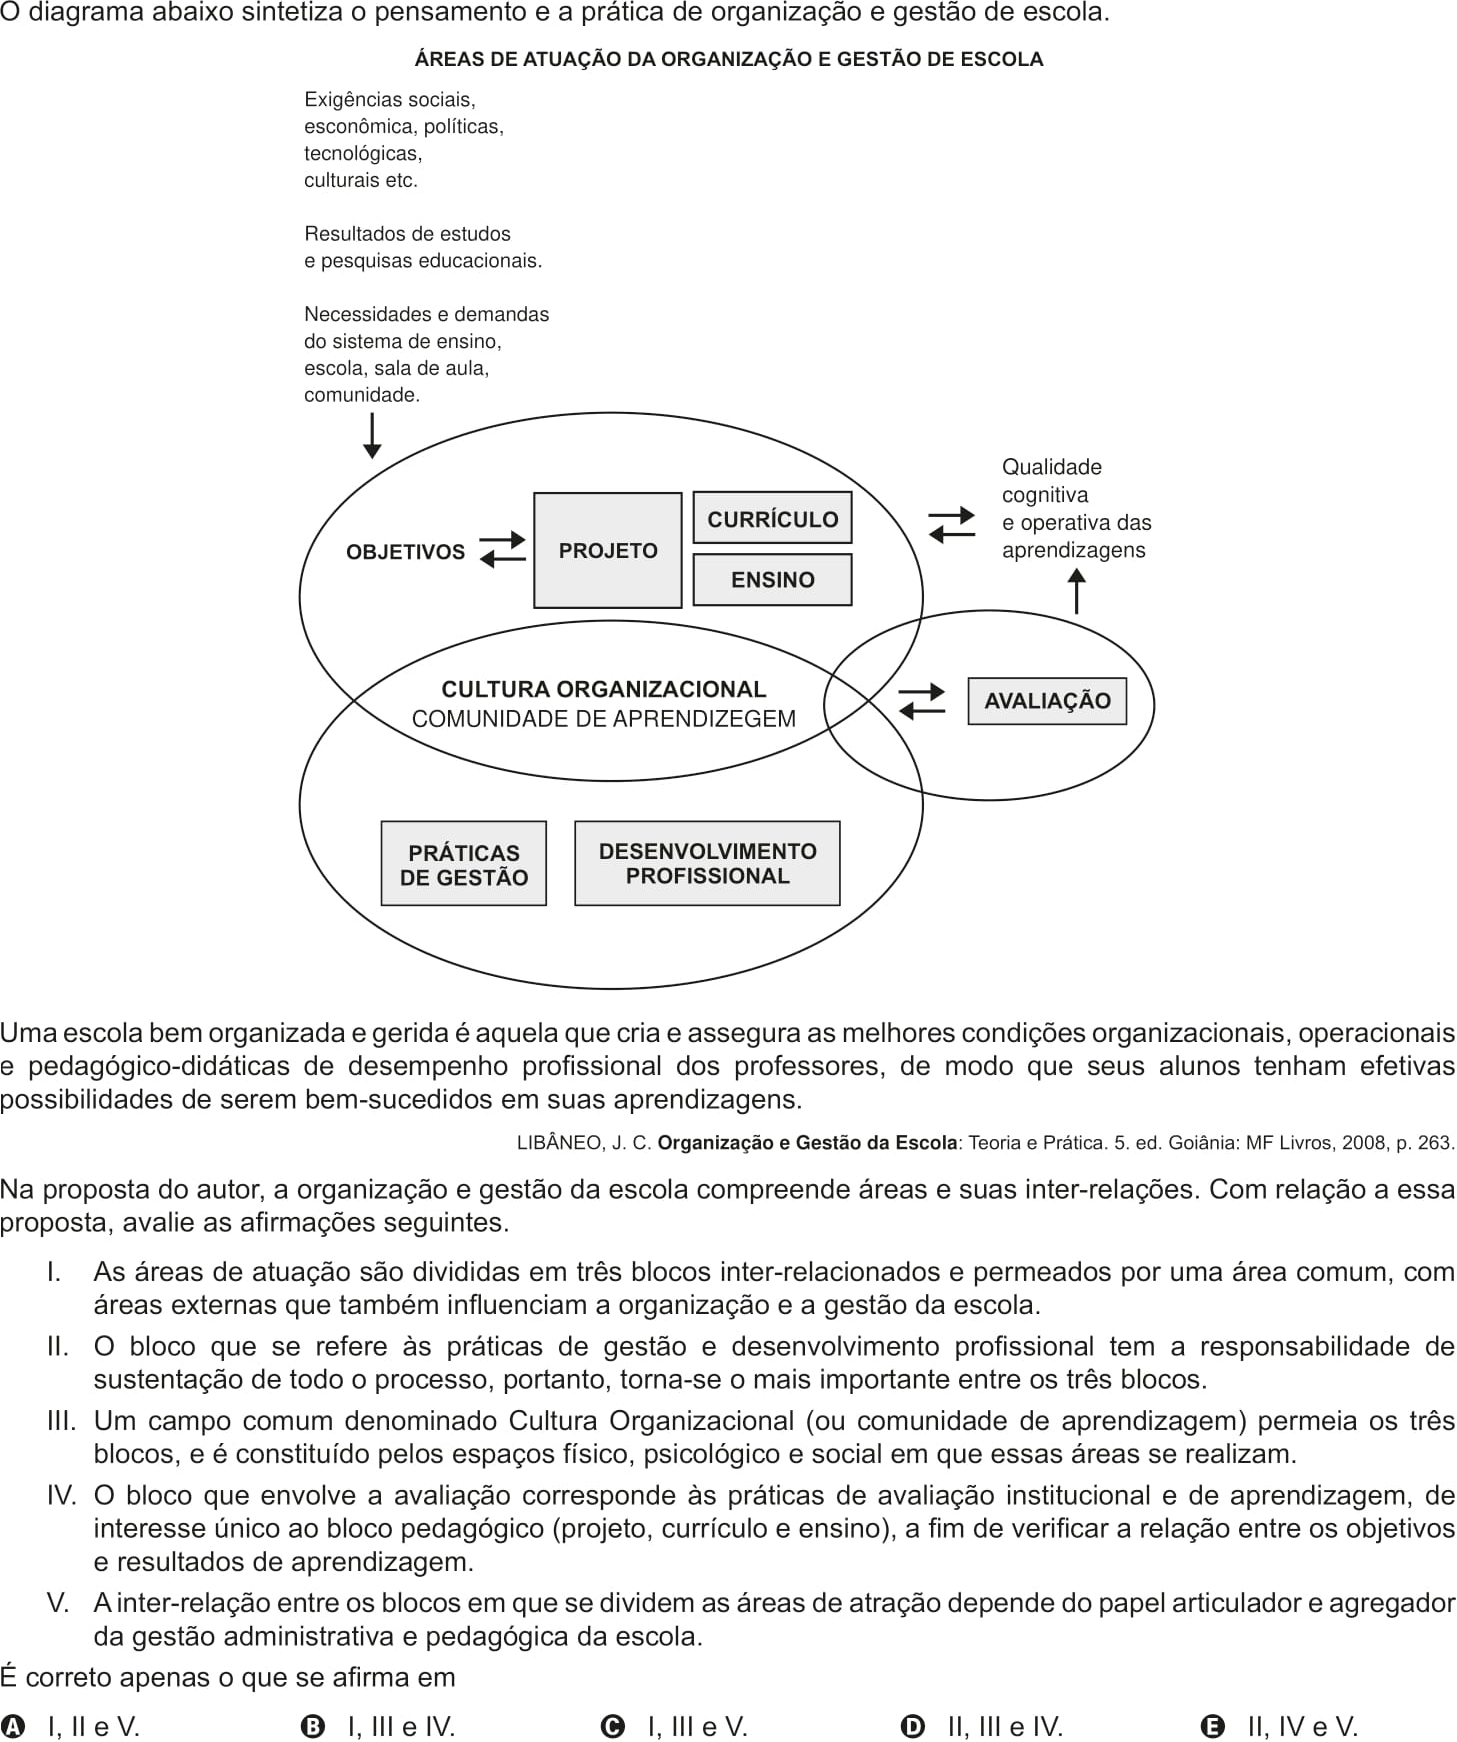 O diagrama abaixo sintetiza o pensamento e a prática de organização e gestão de escola.
ÁREAS DE ATUAÇÃO DA ORGANIZAÇÃO E GESTÃO DE ESCOLA
Exigências sociais,
esconômica, políticas,
tecnológicas,
culturais etc.
Resultados de estudos
e pesquisas educacionais.
Necessidades e demandas
do sistema de ensino,
escola, sala de aula,
comunidade.
Qualidade
cognitiva
e operativa das
aprendizagens
OBJETIVOS
PROJETO
CURRÍCULO
ENSINO
CULTURA ORGANIZACIONAL
COMUNIDADE DE APRENDIZEGEM
AVALIAÇÃO
PRÁTICAS
DE GESTÃO
DESENVOLVIMENTO
PROFISSIONAL
Uma escola bem organizada e gerida é aquela que cria e assegura as melhores condições organizacionais, operacionais
e pedagógico-didáticas de desempenho profissional dos professores, de modo que seus alunos tenham efetivas
possibilidades de serem bem-sucedidos em suas aprendizagens.
LIBÂNEO, J. C. Organização e Gestão da Escola: Teoria e Prática. 5. ed. Goiânia: MF Livros, 2008, p. 263.
Na proposta do autor, a organização e gestão da escola compreende áreas e suas inter-relações. Com relação a essa
proposta, avalie as afirmações seguintes.
I. As áreas de atuação são divididas em três blocos inter-relacionados e permeados por uma área comum, com
áreas externas que também influenciam a organização e a gestão da escola.
II. O bloco que se refere às práticas de gestão e desenvolvimento profissional tem a responsabilidade de
sustentação de todo o processo, portanto, torna-se o mais importante entre os três blocos.
III. Um campo comum denominado Cultura Organizacional (ou comunidade de aprendizagem) permeia os três
blocos, e é constituído pelos espaços físico, psicológico e social em que essas áreas se realizam.
IV. O bloco que envolve a avaliação corresponde às práticas de avaliação institucional e de aprendizagem, de
interesse único ao bloco pedagógico (projeto, currículo e ensino), a fim de verificar a relação entre os objetivos
e resultados de aprendizagem.
V. A inter-relação entre os blocos em que se dividem as áreas de atração depende do papel articulador e agregador
da gestão administrativa e pedagógica da escola.
É correto apenas o que se afirma em
A I, II e V. B I, III e IV. C I, III e V. D II, III e IV. E II, IV e V.